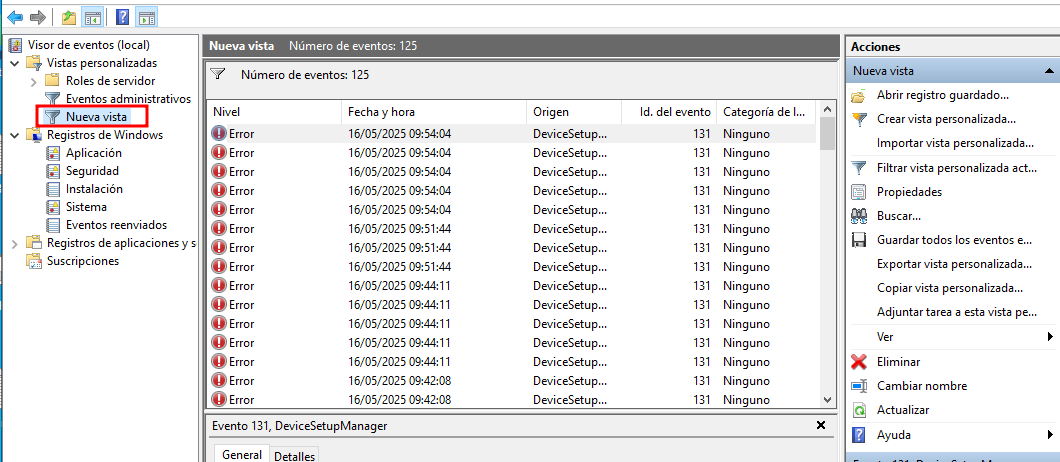 Visor de eventos (local)
Vistas personalizadas
Roles de servidor
Eventos administrativos
Nueva vista
Registros de Windows
Aplicación
Seguridad
Instalación
Sistema
Eventos reenviados
Registros de aplicaciones y s
Suscripciones
Nueva vista Número de eventos: 125
Número de eventos: 125
Nivel Fecha y hora Origen Id. del evento Categoría de l...
Error 16/05/2025 09:54:04 DeviceSetup... 131 Ninguno
Error 16/05/2025 09:54:04 DeviceSetup... 131 Ninguno
Error 16/05/2025 09:54:04 DeviceSetup... 131 Ninguno
Error 16/05/2025 09:54:04 DeviceSetup... 131 Ninguno
Error 16/05/2025 09:54:04 DeviceSetup... 131 Ninguno
Error 16/05/2025 09:51:44 DeviceSetup... 131 Ninguno
Error 16/05/2025 09:51:44 DeviceSetup... 131 Ninguno
Error 16/05/2025 09:51:44 DeviceSetup... 131 Ninguno
Error 16/05/2025 09:44:11 DeviceSetup... 131 Ninguno
Error 16/05/2025 09:44:11 DeviceSetup... 131 Ninguno
Error 16/05/2025 09:44:11 DeviceSetup... 131 Ninguno
Error 16/05/2025 09:44:11 DeviceSetup... 131 Ninguno
Error 16/05/2025 09:44:11 DeviceSetup... 131 Ninguno
Error 16/05/2025 09:42:08 DeviceSetup... 131 Ninguno
Error 16/05/2025 09:42:08 DeviceSetup... 131 Ninguno
Evento 131, DeviceSetupManager
General Detalles
Acciones
Nueva vista
Abrir registro guardado...
Crear vista personalizada...
Importar vista personalizada...
Filtrar vista personalizada act...
Propiedades
Buscar...
Guardar todos los eventos e...
Exportar vista personalizada...
Copiar vista personalizada...
Adjuntar tarea a esta vista pe...
Ver
Eliminar
Cambiar nombre
Actualizar
Ayuda